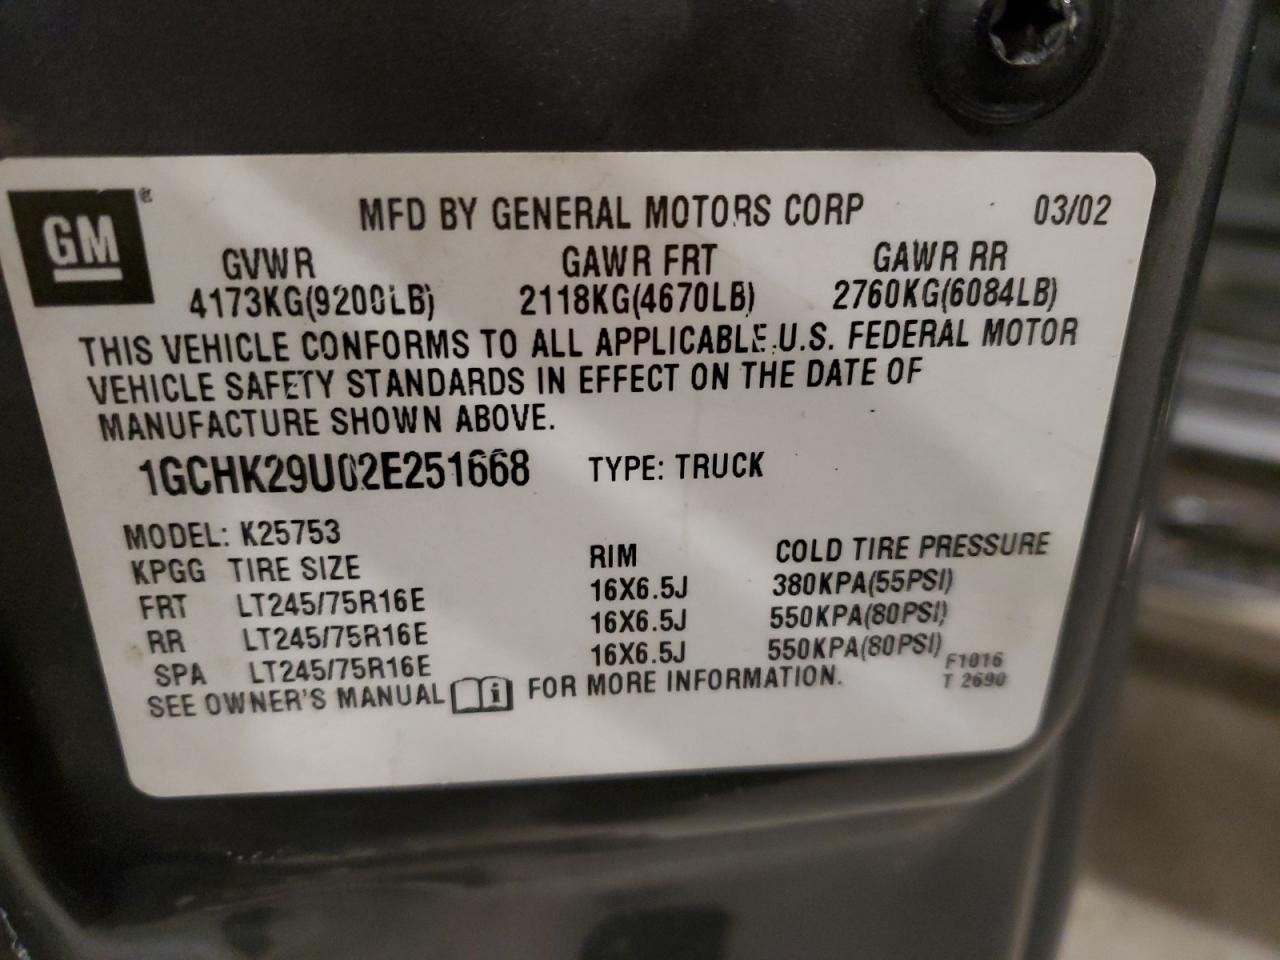 GM ®
MFD BY GENERAL MOTORS CORP 03/02
GVWR GAWR FRT GAWR RR
4173KG(9200LB) 2118KG(4670LB) 2760KG(6084LB)
THIS VEHICLE CONFORMS TO ALL APPLICABLE U.S. FEDERAL MOTOR
VEHICLE SAFETY STANDARDS IN EFFECT ON THE DATE OF
MANUFACTURE SHOWN ABOVE.
1GCHK29U02E251668 TYPE: TRUCK
MODEL: K25753
KPGG TIRE SIZE RIM COLD TIRE PRESSURE
FRT LT245/75R16E 16X6.5J 380KPA(55PSI)
RR LT245/75R16E 16X6.5J 550KPA(80PSI)
SPA LT245/75R16E 16X6.5J 550KPA(80PSI)
SEE OWNER'S MANUAL i FOR MORE INFORMATION.
F1016
T 2690